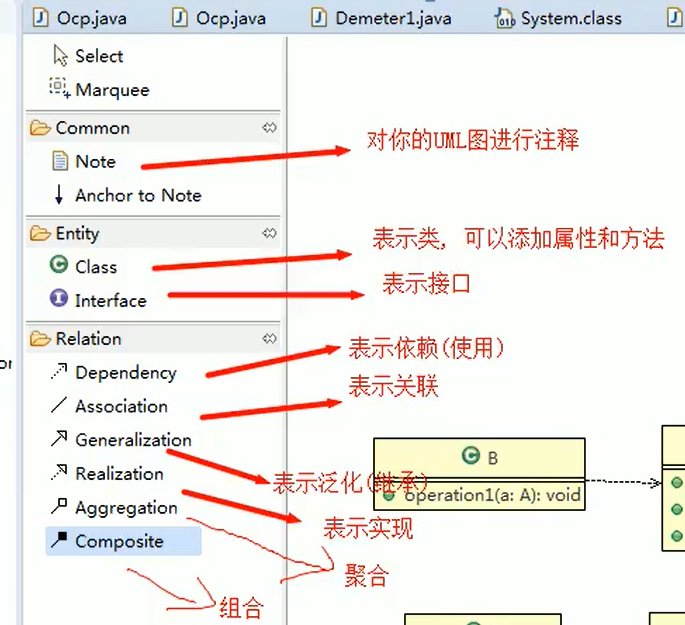 Ocp.java Ocp.java Demeter1.java System.class
Select
Marquee
Common
对你的UML图进行注释
Note
Anchor to Note
Entity
表示类, 可以添加属性和方法
Class
表示接口
Interface
Relation
表示依赖(使用)
Dependency
表示关联
Association
Generalization
B
Realization
表示泛化(继承)
operation1(a: A): void
Aggregation
表示实现
Composite
聚合
组合